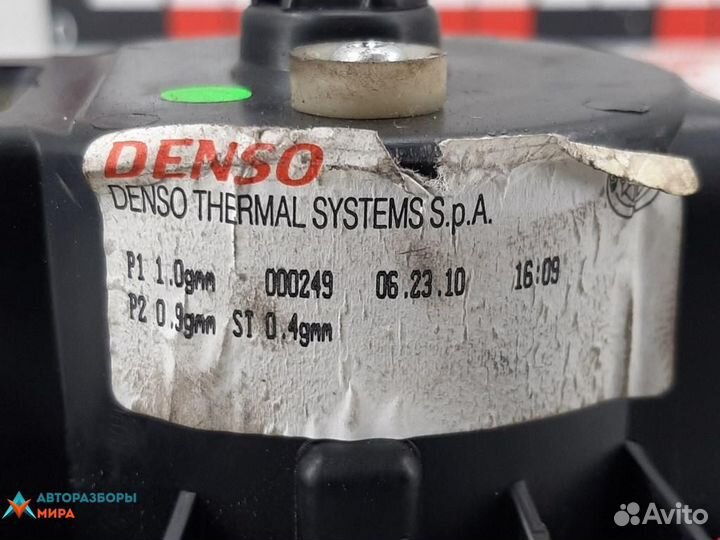 DENSO
DENSO THERMAL SYSTEMS S.p.A.
P1 1.0gmm 000249 06.23.10 16:09
P2 0.9gmm ST 0.4gmm
АВТОРАЗБОРЫ
МИРА
Avito